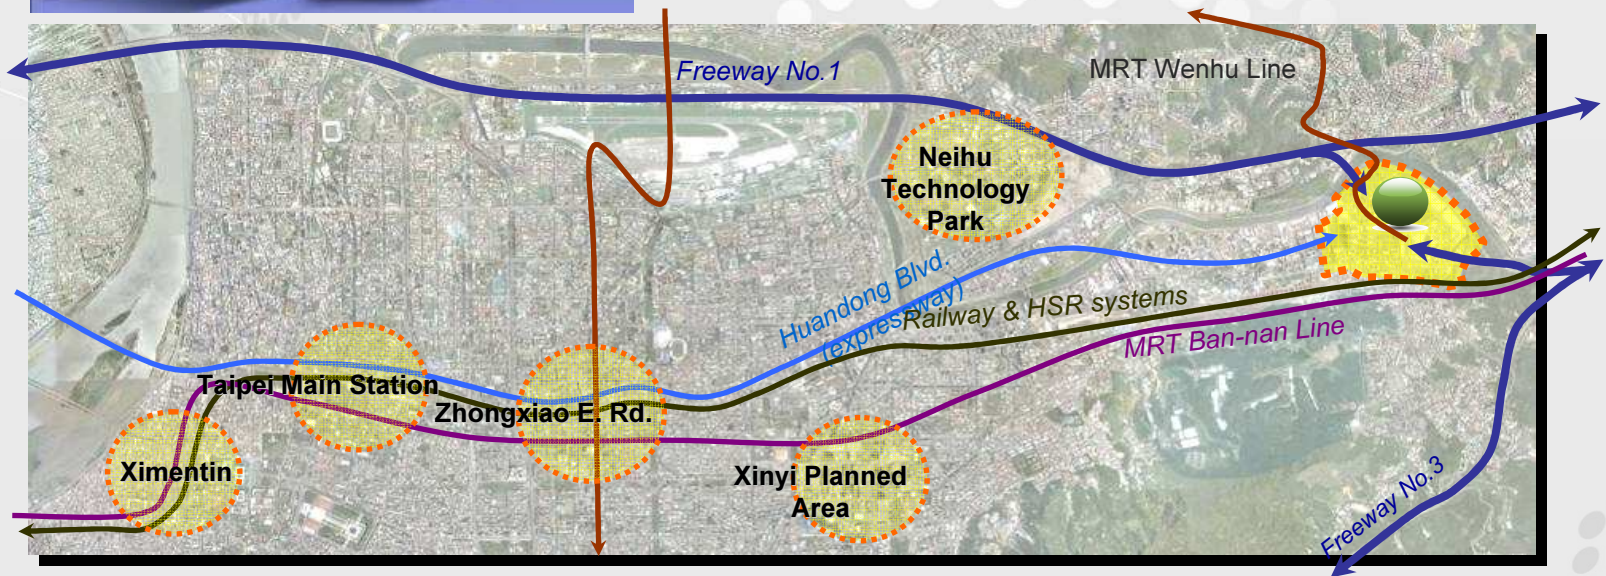 Freeway No.1
MRT Wenhu Line
Neihu
Technology
Park
Huandong Blvd.
(expressway)
Railway & HSR systems
MRT Ban-nan Line
Taipei Main Station
Zhongxiao E. Rd.
Ximentin
Xinyi Planned
Area
Freeway No.3